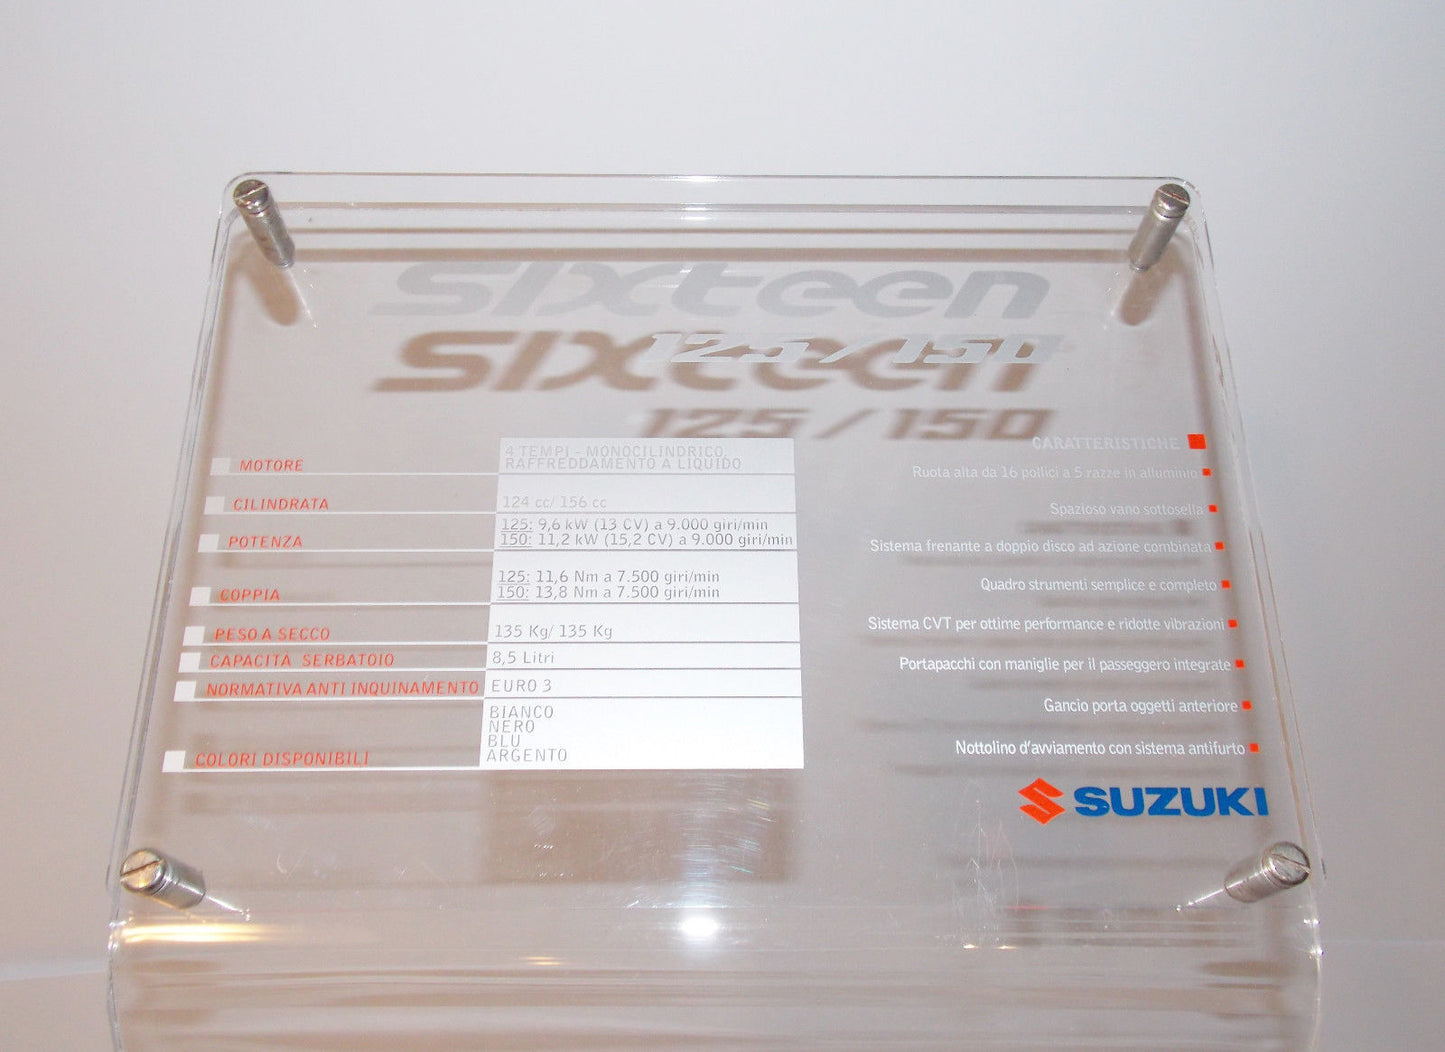 SIXteen
125/150
MOTORE
4 TEMPI - MONOCILINDRICO,
RAFFREDDAMENTO A LIQUIDO
CILINDRATA
124 cc/ 156 cc
POTENZA
125: 9,6 kW (13 CV) a 9.000 giri/min
150: 11,2 kW (15,2 CV) a 9.000 giri/min
COPPIA
125: 11,6 Nm a 7.500 giri/min
150: 13,8 Nm a 7.500 giri/min
PESO A SECCO
135 Kg/ 135 Kg
CAPACITA SERBATOIO
8,5 Litri
NORMATIVA ANTI INQUINAMENTO
EURO 3
COLORI DISPONIBILI
BIANCO
NERO
BLU
ARGENTO
CARATTERISTICHE
Ruota alta da 16 pollici a 5 razze in alluminio
Spazioso vano sottosella
Sistema frenante a doppio disco ad azione combinata
Quadro strumenti semplice e completo
Sistema CVT per ottime performance e ridotte vibrazioni
Portapacchi con maniglie per il passeggero integrate
Gancio porta oggetti anteriore
Nottolino d'avviamento con sistema antifurto
SUZUKI